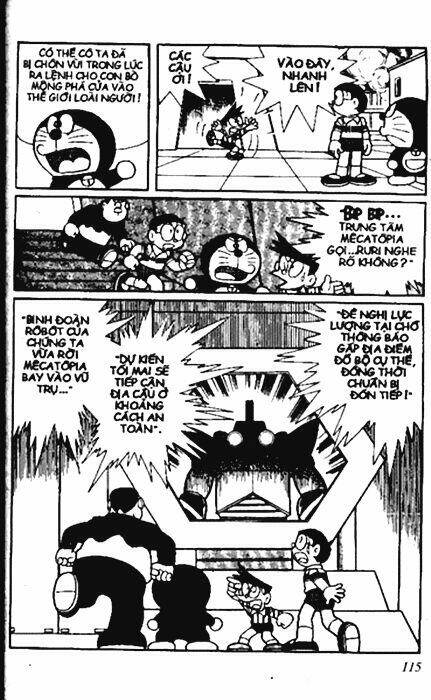 CÓ THỂ CÔ TA ĐÃ
BỊ CHÔN VÙI TRONG LÚC
RA LỆNH CHO CON BÒ
MỘNG PHÁ CỬA VÀO
THẾ GIỚI LOÀI NGƯỜI!
CÁC
CẬU
ƠI!
VÀO ĐÂY,
NHANH
LÊN!
"BP BP...
TRUNG TÂM
MÊCATÔPIA
GỌI...RURI NGHE
RÕ KHÔNG?"
"BINH ĐOÀN
RÔBỐT CỦA
CHÚNG TA
VỪA RỜI
MÊCATÔPIA
BAY VÀO VŨ
TRỤ..."
"DỰ KIẾN
TỐI MAI SẼ
TIẾP CẬN
ĐỊA CẦU Ở
KHOẢNG
CÁCH AN
TOÀN".
"ĐỀ NGHỊ LỰC
LƯỢNG TẠI CHỖ
THÔNG BÁO
GẤP ĐỊA ĐIỂM
ĐỔ BỘ CỤ THỂ,
ĐỒNG THỜI
CHUẨN BỊ
ĐÓN TIẾP!"
115